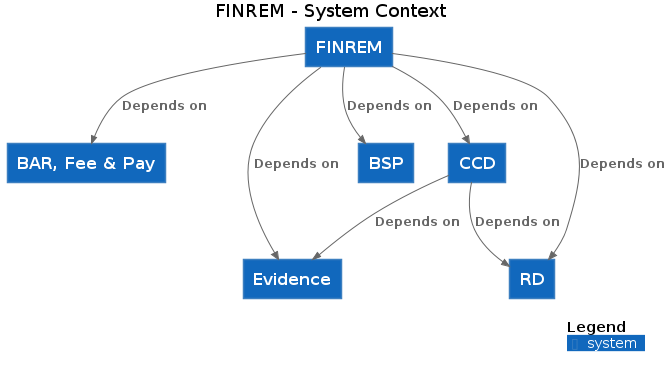 FINREM - System Context
FINREM
Depends on
Depends on
Depends on
BAR, Fee & Pay
BSP
CCD
Depends on
Depends on
Depends on
Depends on
Evidence
RD
Legend
system